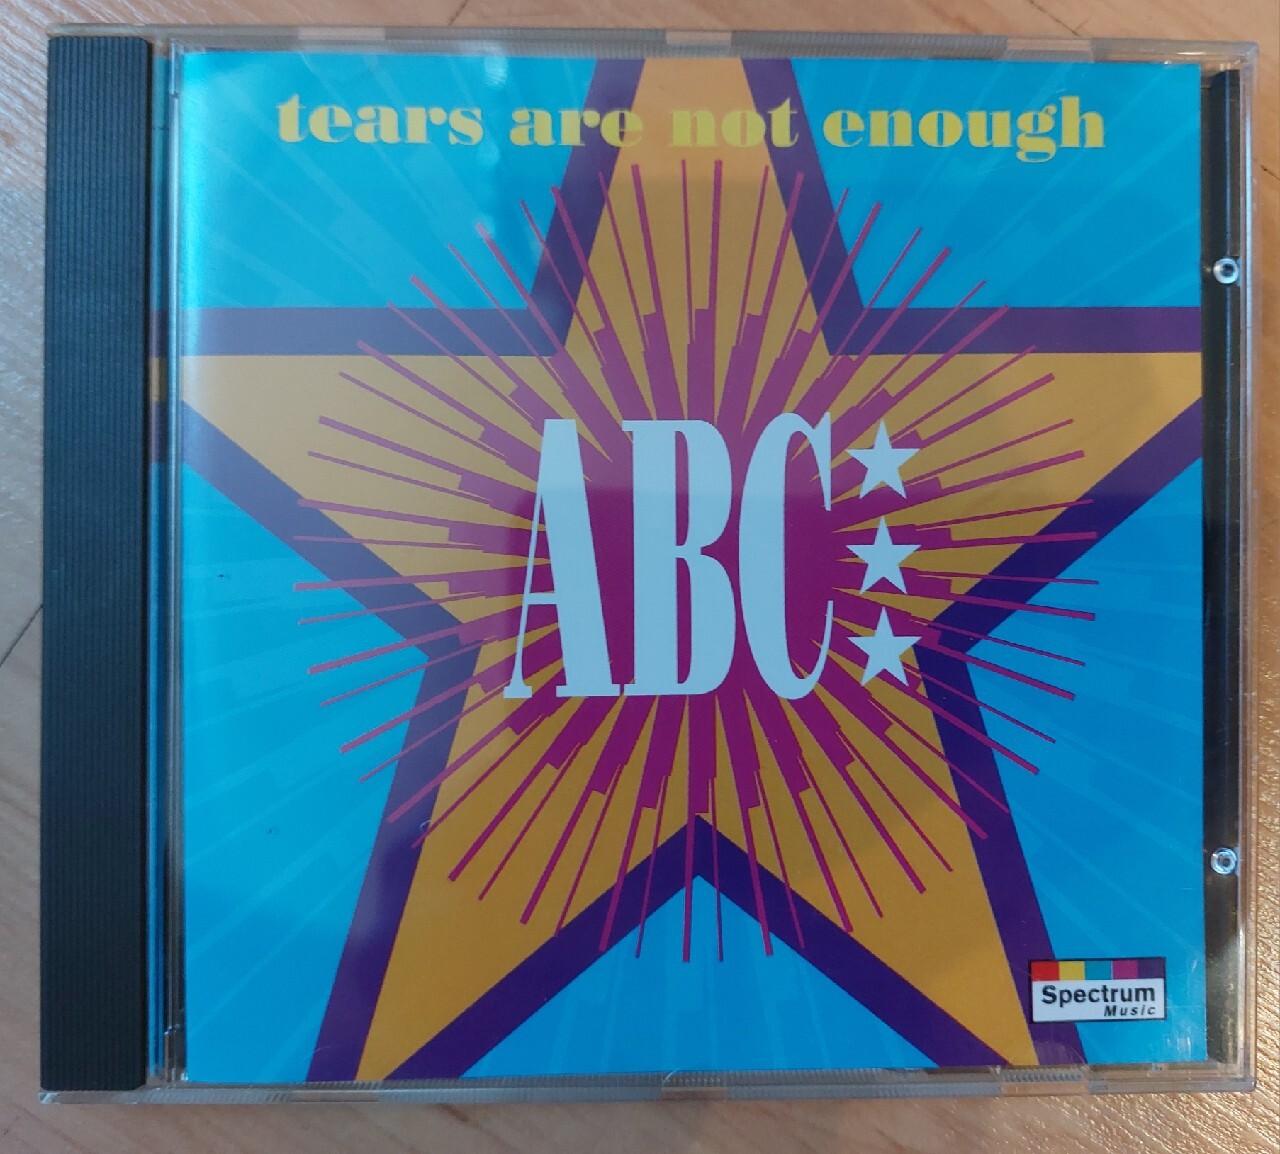 tears are not enough
ABC
Spectrum
Music